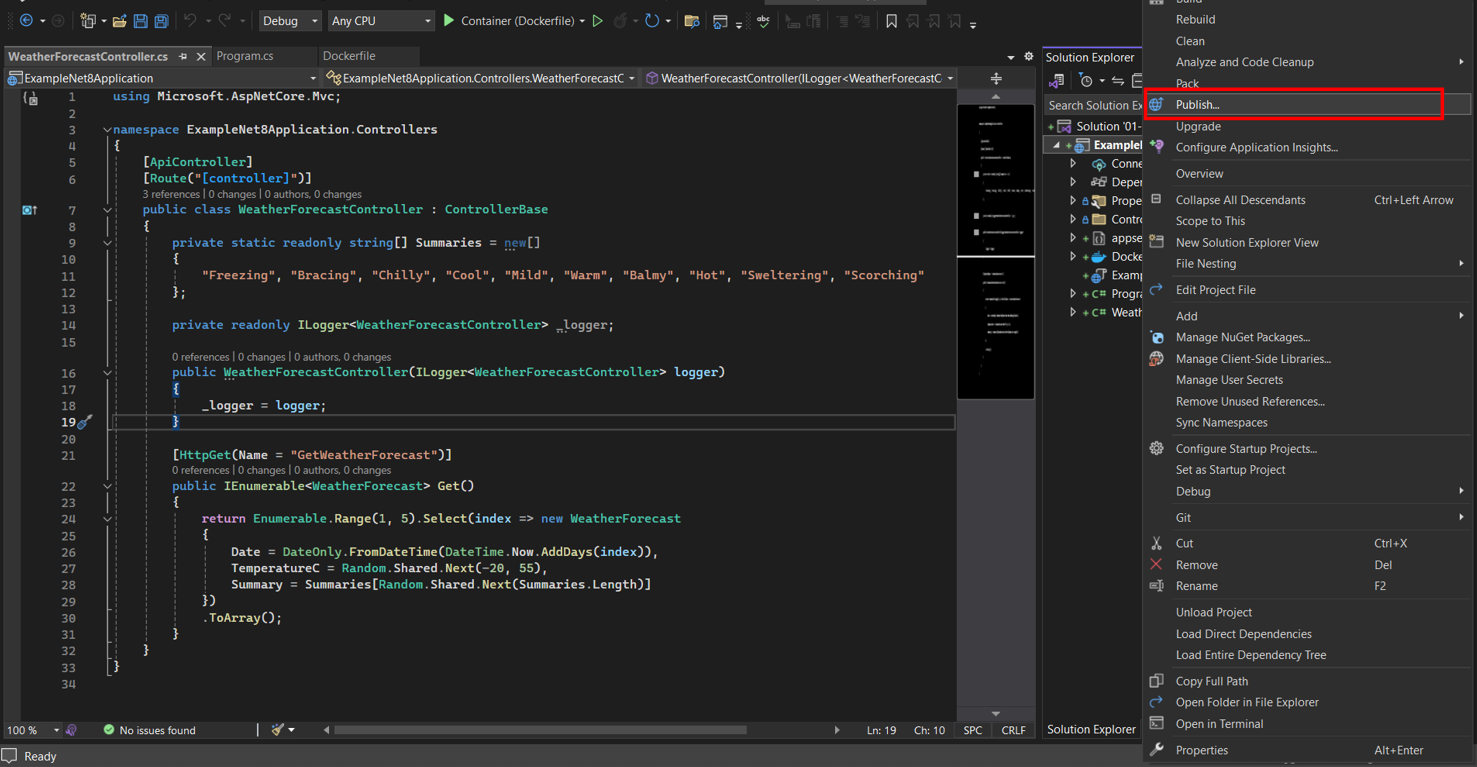 Debug
Any CPU
Container (Dockerfile)
abc
WeatherForecastController.cs
Program.cs
Dockerfile
ExampleNet8Application
ExampleNet8Application.Controllers.WeatherForecastC
WeatherForecastController(ILogger<WeatherForecastC
1 using Microsoft.AspNetCore.Mvc;
2
3 namespace ExampleNet8Application.Controllers
4 {
5 [ApiController]
6 [Route("[controller]")]
3 references | 0 changes | 0 authors, 0 changes
7 public class WeatherForecastController : ControllerBase
8 {
9 private static readonly string[] Summaries = new[]
10 {
11 "Freezing", "Bracing", "Chilly", "Cool", "Mild", "Warm", "Balmy", "Hot", "Sweltering", "Scorching"
12 };
13
14 private readonly ILogger<WeatherForecastController> _logger;
15
0 references | 0 changes | 0 authors, 0 changes
16 public WeatherForecastController(ILogger<WeatherForecastController> logger)
17 {
18 _logger = logger;
19 }
20
21 [HttpGet(Name = "GetWeatherForecast")]
0 references | 0 changes | 0 authors, 0 changes
22 public IEnumerable<WeatherForecast> Get()
23 {
24 return Enumerable.Range(1, 5).Select(index => new WeatherForecast
25 {
26 Date = DateOnly.FromDateTime(DateTime.Now.AddDays(index)),
27 TemperatureC = Random.Shared.Next(-20, 55),
28 Summary = Summaries[Random.Shared.Next(Summaries.Length)]
29 })
30 .ToArray();
31 }
32 }
33 }
34
100 %
No issues found
Ln: 19
Ch: 10
SPC
CRLF
Ready
Solution Explorer
Search Solution Ex
Solution '01-
Example
Conne
Deper
Prope
Contro
appse
Docke
Examp
C# Progra
C# Weath
Solution Explorer
Build
Rebuild
Clean
Analyze and Code Cleanup
Pack
Publish...
Upgrade
Configure Application Insights...
Overview
Collapse All Descendants Ctrl+Left Arrow
Scope to This
New Solution Explorer View
File Nesting
Edit Project File
Add
Manage NuGet Packages...
Manage Client-Side Libraries...
Manage User Secrets
Remove Unused References...
Sync Namespaces
Configure Startup Projects...
Set as Startup Project
Debug
Git
Cut Ctrl+X
Remove Del
Rename F2
Unload Project
Load Direct Dependencies
Load Entire Dependency Tree
Copy Full Path
Open Folder in File Explorer
Open in Terminal
Properties Alt+Enter